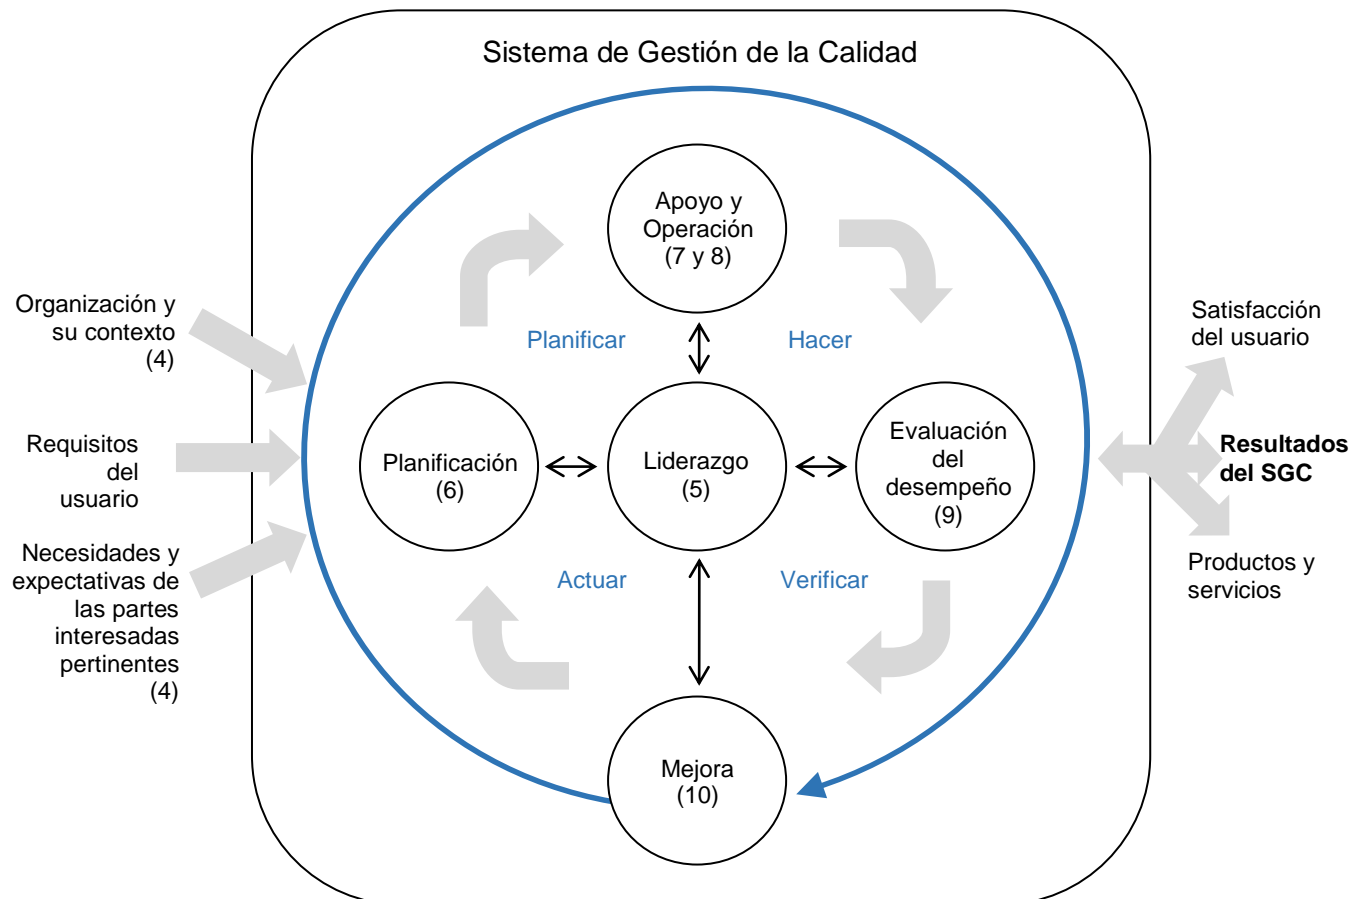 Sistema de Gestión de la Calidad
Apoyo y
Operación
(7 y 8)
Organización y
su contexto
(4)
Planificar
Hacer
Satisfacción
del usuario
Requisitos
del
usuario
Planificación
(6)
Liderazgo
(5)
Evaluación
del
desempeño
(9)
Resultados
del SGC
Necesidades y
expectativas de
las partes
interesadas
pertinentes
(4)
Actuar
Verificar
Productos y
servicios
Mejora
(10)